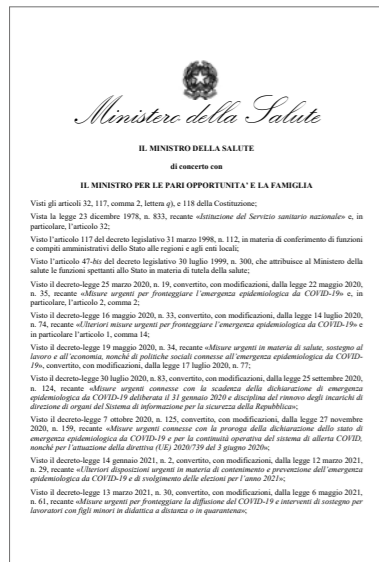 Ministero della Salute
IL MINISTRO DELLA SALUTE
di concerto con
IL MINISTRO PER LE PARI OPPORTUNITA' E LA FAMIGLIA
Visti gli articoli 32, 117, comma 2, lettera q), e 118 della Costituzione;
Vista la legge 23 dicembre 1978, n. 833, recante «Istituzione del Servizio sanitario nazionale» e, in
particolare, l'articolo 32;
Visto l'articolo 117 del decreto legislativo 31 marzo 1998, n. 112, in materia di conferimento di funzioni
e compiti amministrativi dello Stato alle regioni e agli enti locali;
Visto l'articolo 47-bis del decreto legislativo 30 luglio 1999, n. 300, che attribuisce al Ministero della
salute le funzioni spettanti allo Stato in materia di tutela della salute;
Visto il decreto-legge 25 marzo 2020, n. 19, convertito, con modificazioni, dalla legge 22 maggio 2020,
n. 35, recante «Misure urgenti per fronteggiare l'emergenza epidemiologica da COVID-19» e, in
particolare, l'articolo 2, comma 2;
Visto il decreto-legge 16 maggio 2020, n. 33, convertito, con modificazioni, dalla legge 14 luglio 2020,
n. 74, recante «Ulteriori misure urgenti per fronteggiare l'emergenza epidemiologica da COVID-19» e
in particolare l'articolo 1, comma 14;
Visto il decreto-legge 19 maggio 2020, n. 34, recante «Misure urgenti in materia di salute, sostegno al
lavoro e all'economia, nonché di politiche sociali connesse all'emergenza epidemiologica da COVID-
19», convertito, con modificazioni, dalla legge 17 luglio 2020, n. 77;
Visto il decreto-legge 30 luglio 2020, n. 83, convertito, con modificazioni, dalla legge 25 settembre 2020,
n. 124, recante «Misure urgenti connesse con la scadenza della dichiarazione di emergenza
epidemiologica da COVID-19 deliberata il 31 gennaio 2020 e disciplina del rinnovo degli incarichi di
direzione di organi del Sistema di informazione per la sicurezza della Repubblica»;
Visto il decreto-legge 7 ottobre 2020, n. 125, convertito, con modificazioni, dalla legge 27 novembre
2020, n. 159, recante «Misure urgenti connesse con la proroga della dichiarazione dello stato di
emergenza epidemiologica da COVID-19 e per la continuità operativa del sistema di allerta COVID,
nonché per l'attuazione della direttiva (UE) 2020/739 del 3 giugno 2020»;
Visto il decreto-legge 14 gennaio 2021, n. 2, convertito, con modificazioni, dalla legge 12 marzo 2021,
n. 29, recante «Ulteriori disposizioni urgenti in materia di contenimento e prevenzione dell'emergenza
epidemiologica da COVID-19 e di svolgimento delle elezioni per l'anno 2021»;
Visto il decreto-legge 13 marzo 2021, n. 30, convertito, con modificazioni, dalla legge 6 maggio 2021,
n. 61, recante «Misure urgenti per fronteggiare la diffusione del COVID-19 e interventi di sostegno per
lavoratori con figli minori in didattica a distanza o in quarantena»;